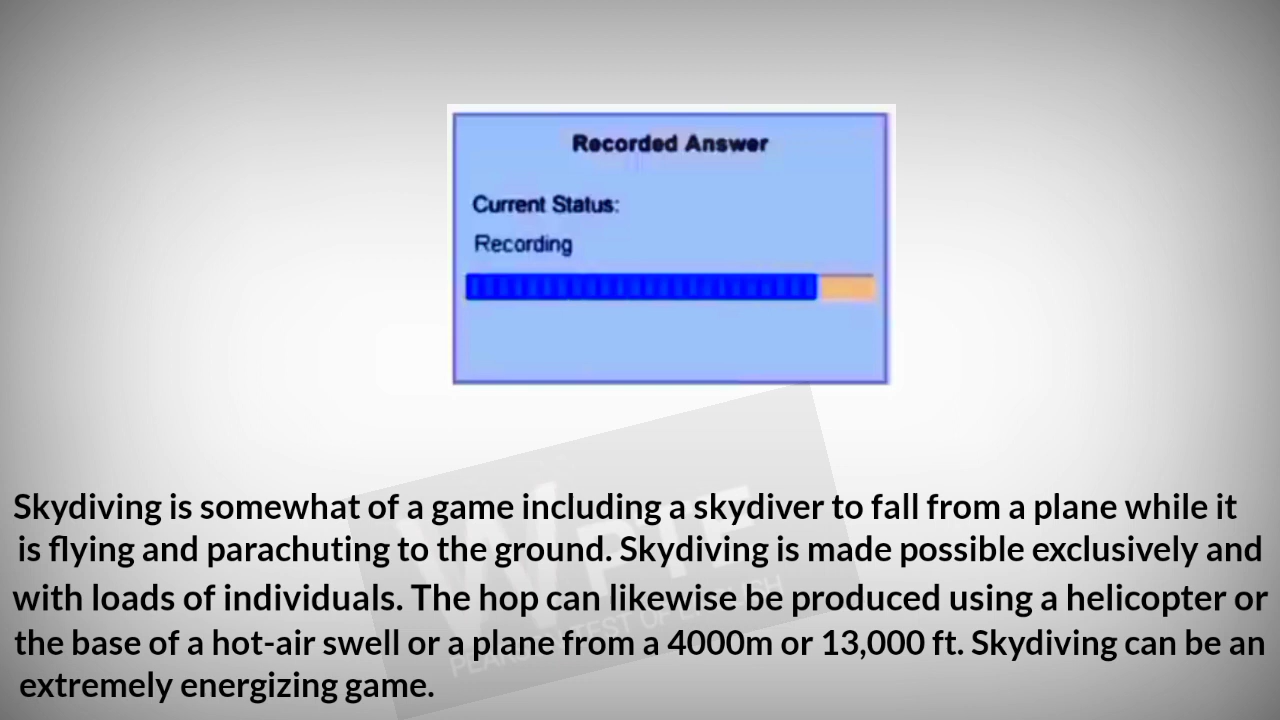 Recorded Answer
Current Status:
Recording
Skydiving is somewhat of a game including a skydiver to fall from a plane while it
is flying and parachuting to the ground. Skydiving is made possible exclusively and
with loads of individuals. The hop can likewise be produced using a helicopter or
the base of a hot-air swell or a plane from a 4000m or 13,000 ft. Skydiving can be an
extremely energizing game.